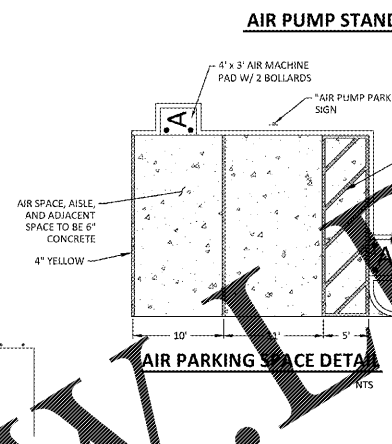 AIR PUMP STAND
4' x 3' AIR MACHINE
PAD W/ 2 BOLLARDS
A
"AIR PUMP PARK
SIGN
AIR SPACE, AISLE,
AND ADJACENT
SPACE TO BE 6"
CONCRETE
4" YELLOW
A
10'
11'
5'
AIR PARKING SPACE DETAIL
NTS